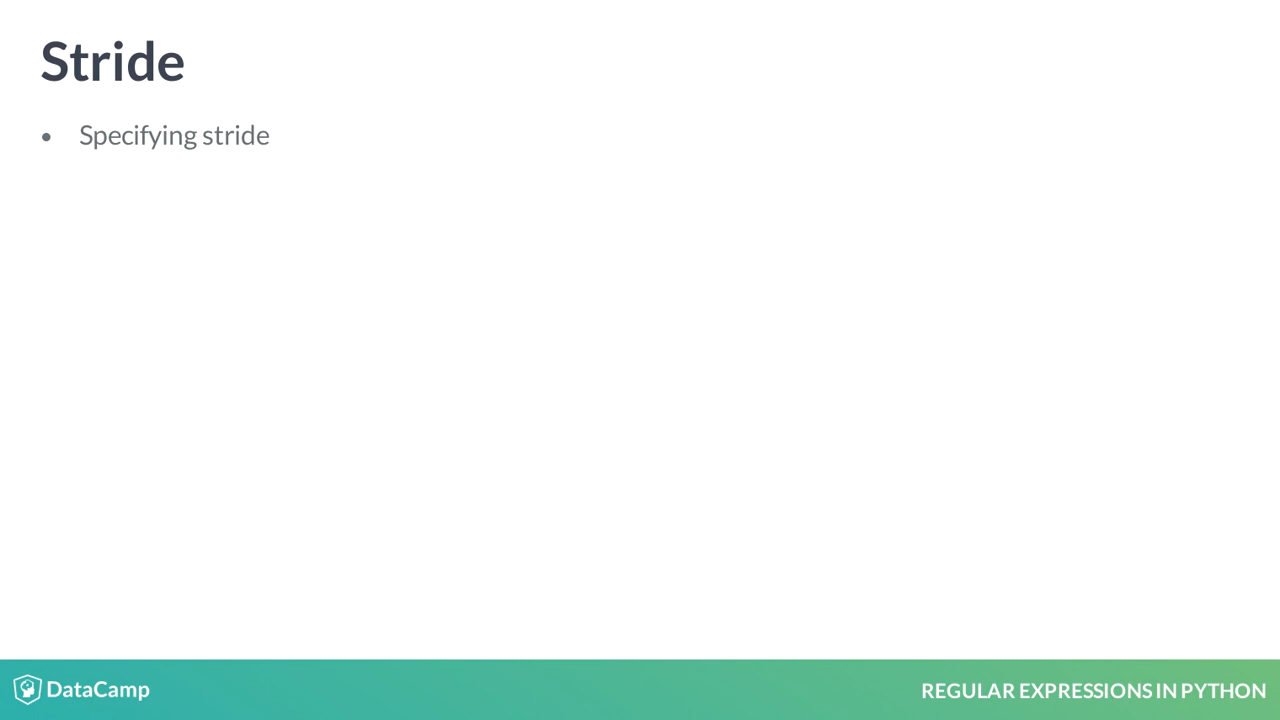 Stride
• Specifying stride
DataCamp
REGULAR EXPRESSIONS IN PYTHON